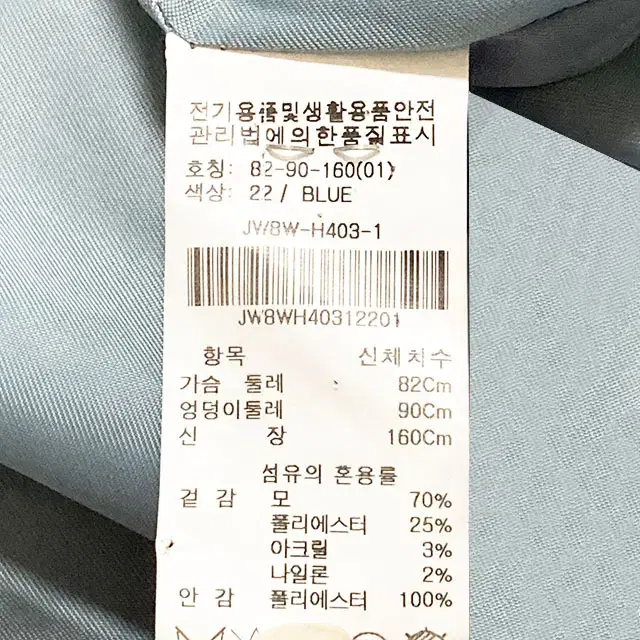 전기용품및생활용품안전
관리법에의한품질표시
호칭: 82-90-160(01)
색상: 22/ BLUE
JW8W-H403-1
JW8WH40312201
항목 신체치수
가슴 둘레 82Cm
엉덩이둘레 90Cm
신 장 160Cm
섬유의 혼용률
겉 감 모 70%
폴리에스터 25%
아크릴 3%
나일론 2%
안 감 폴리에스터 100%